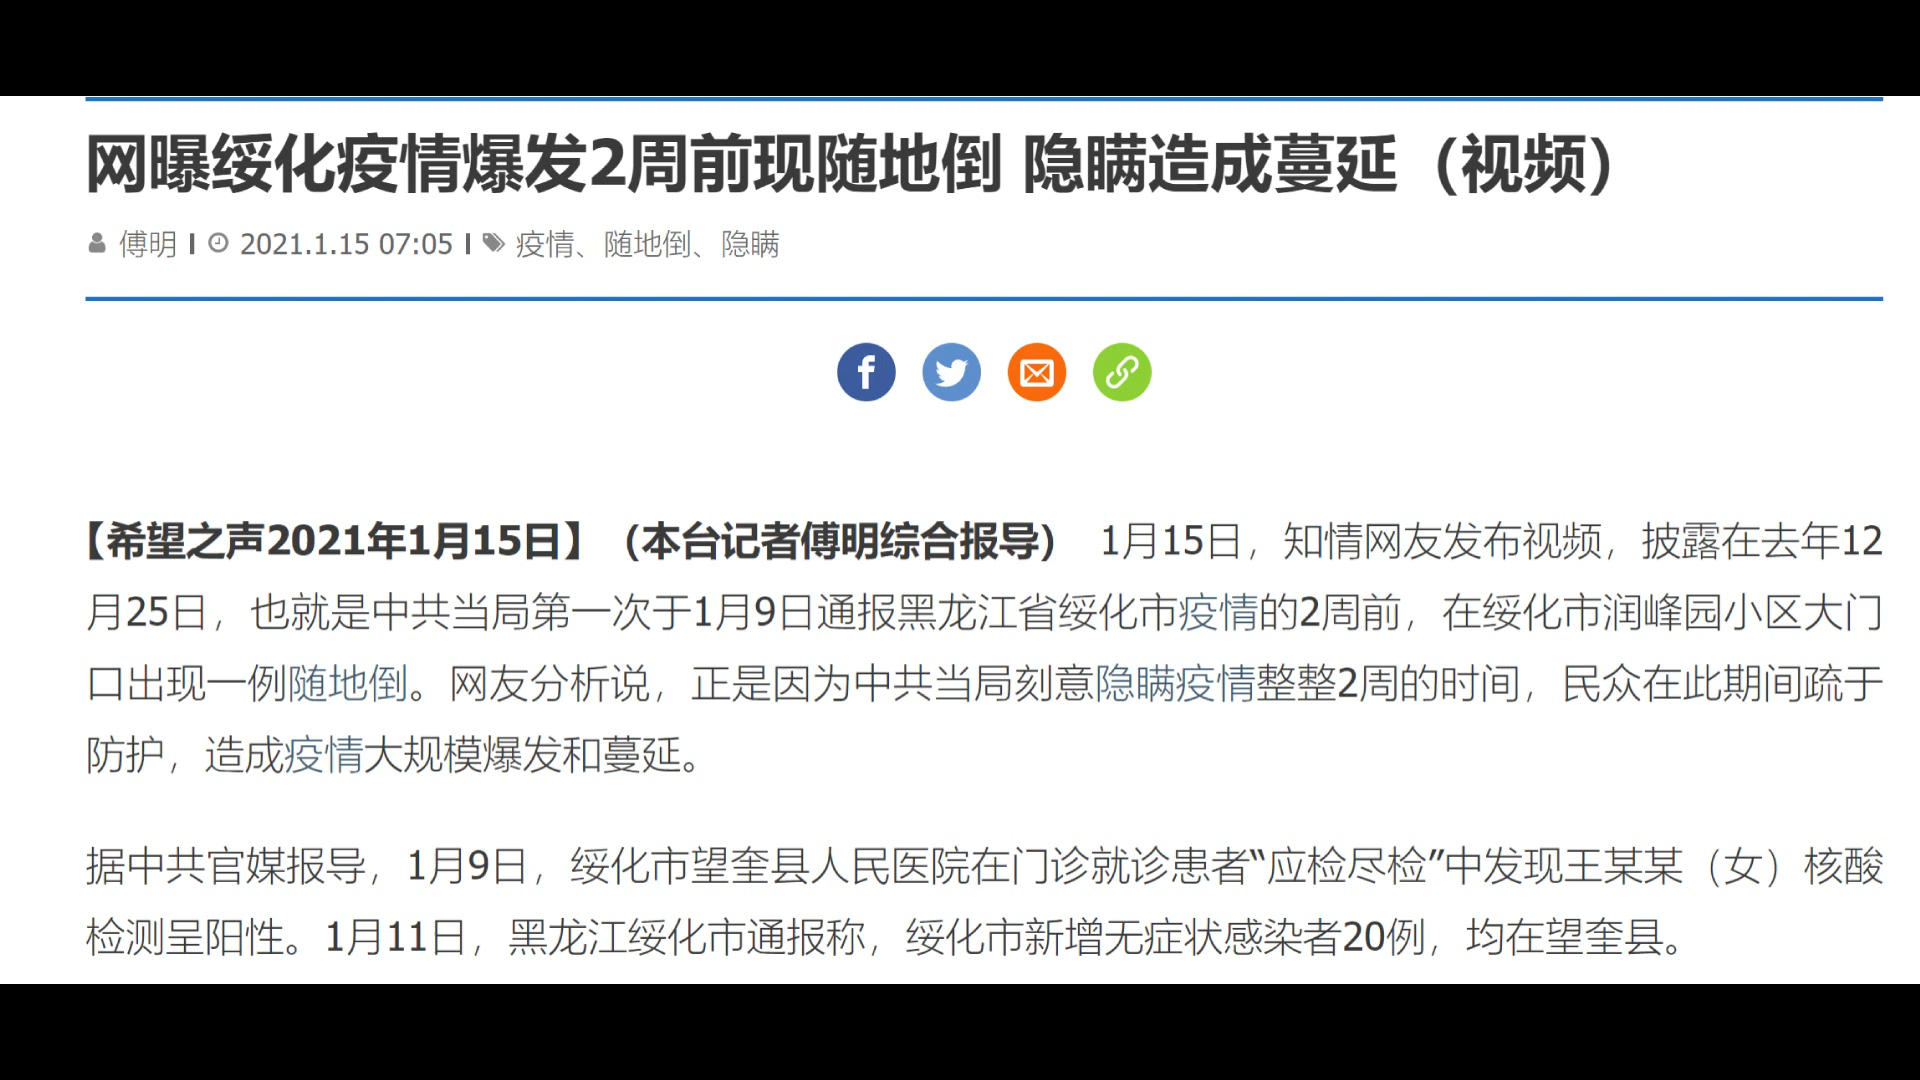 网曝绥化疫情爆发2周前现随地倒 隐瞒造成蔓延（视频）
傅明 | 2021.1.15 07:05 | 疫情、随地倒、隐瞒
【希望之声2021年1月15日】（本台记者傅明综合报导） 1月15日，知情网友发布视频，披露在去年12
月25日，也就是中共当局第一次于1月9日通报黑龙江省绥化市疫情的2周前，在绥化市润峰园小区大门
口出现一例随地倒。网友分析说，正是因为中共当局刻意隐瞒疫情整整2周的时间，民众在此期间疏于
防护，造成疫情大规模爆发和蔓延。
据中共官媒报导，1月9日，绥化市望奎县人民医院在门诊就诊患者“应检尽检”中发现王某某（女）核酸
检测呈阳性。1月11日，黑龙江绥化市通报称，绥化市新增无症状感染者20例，均在望奎县。